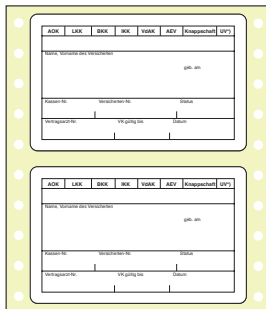 AOK LKK BKK IKK VdAK AEV Knappschaft UV*)
Name, Vorname des Versicherten
geb. am
Kassen-Nr. Versicherten-Nr. Status
Vertragsarzt-Nr. VK gültig bis Datum
AOK LKK BKK IKK VdAK AEV Knappschaft UV*)
Name, Vorname des Versicherten
geb. am
Kassen-Nr. Versicherten-Nr. Status
Vertragsarzt-Nr. VK gültig bis Datum